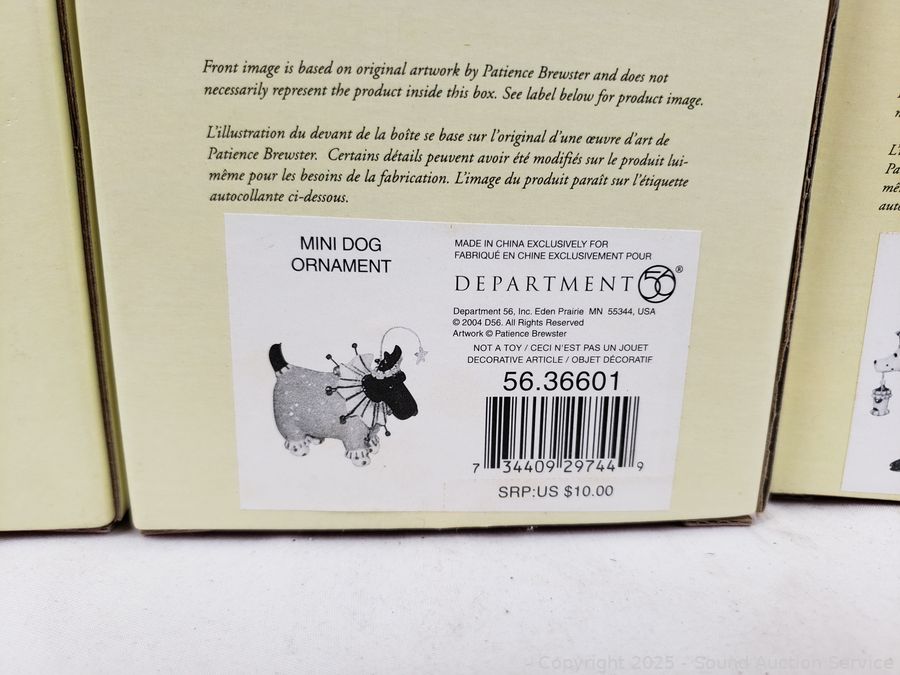 Front image is based on original artwork by Patience Brewster and does not
necessarily represent the product inside this box. See label below for product image.
L'illustration du devant de la boîte se base sur l'original d'une œuvre d'art de
Patience Brewster. Certains détails peuvent avoir été modifiés sur le produit lui-
même pour les besoins de la fabrication. L'image du produit paraît sur l'étiquette
autocollante ci-dessous.
MINI DOG
ORNAMENT
MADE IN CHINA EXCLUSIVELY FOR
FABRIQUÉ EN CHINE EXCLUSIVEMENT POUR
DEPARTMENT 56®
Department 56, Inc. Eden Prairie MN 55344, USA
© 2004 D56. All Rights Reserved
Artwork © Patience Brewster
NOT A TOY / CECI N'EST PAS UN JOUET
DECORATIVE ARTICLE / OBJET DÉCORATIF
56.36601
7 34409 29744 9
SRP:US $10.00
Copyright 2025 - Sound Auction Service